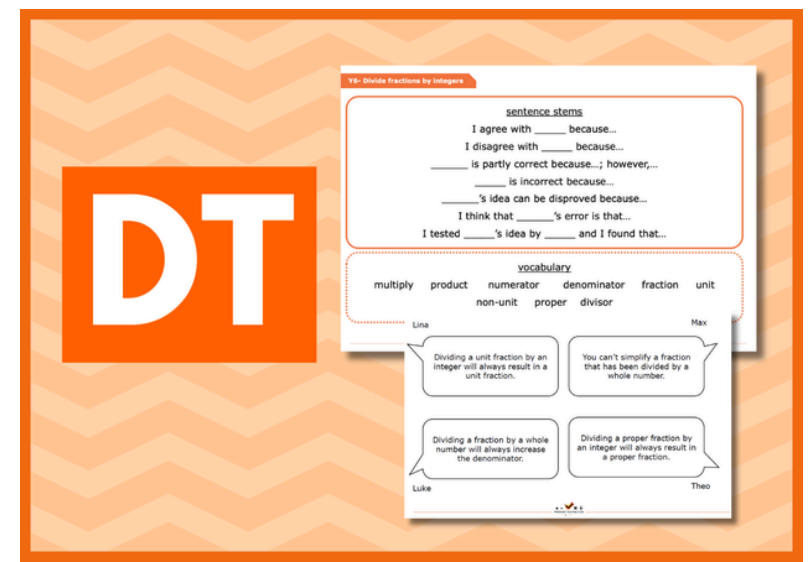 DT
Y6- Divide fractions by integers
sentence stems
I agree with _____ because...
I disagree with _____ because...
______ is partly correct because...; however,...
_____ is incorrect because...
______'s idea can be disproved because...
I think that ______'s error is that...
I tested _____'s idea by _____ and I found that...
vocabulary
multiply product numerator denominator fraction unit
non-unit proper divisor
Lina
Max
Dividing a unit fraction by an
integer will always result in a
unit fraction.
You can't simplify a fraction
that has been divided by a
whole number.
Dividing a fraction by a whole
number will always increase
the denominator.
Dividing a proper fraction by
an integer will always result in
a proper fraction.
Luke
Theo